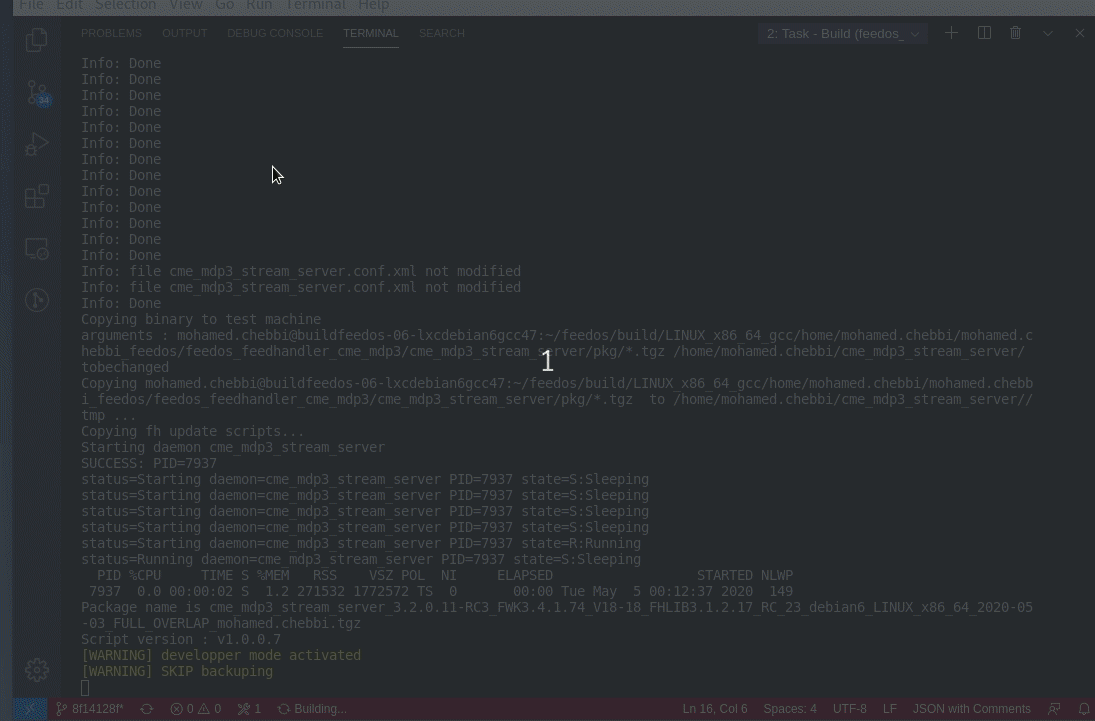 File Edit Selection View Go Run Terminal Help
PROBLEMS OUTPUT DEBUG CONSOLE TERMINAL SEARCH 2: Task - Build (feedos_
Info: Done
Info: Done
Info: Done
34
Info: Done
Info: Done
Info: Done
Info: Done
Info: Done
Info: Done
Info: Done
Info: Done
Info: Done
Info: Done
Info: file cme_mdp3_stream_server.conf.xml not modified
Info: file cme_mdp3_stream_server.conf.xml not modified
Info: Done
Copying binary to test machine
arguments : mohamed.chebbi@buildfeedos-06-lxcdebian6gcc47:~/feedos/build/LINUX_x86_64_gcc/home/mohamed.chebbi/mohamed.c
hebbi_feedos/feedos_feedhandler_cme_mdp3/cme_mdp3_stream_server/pkg/*.tgz /home/mohamed.chebbi/cme_mdp3_stream_server/
1
tobechanged
Copying mohamed.chebbi@buildfeedos-06-lxcdebian6gcc47:~/feedos/build/LINUX_x86_64_gcc/home/mohamed.chebbi/mohamed.chebb
i_feedos/feedos_feedhandler_cme_mdp3/cme_mdp3_stream_server/pkg/*.tgz  to /home/mohamed.chebbi/cme_mdp3_stream_server//
tmp ...
Copying fh update scripts...
Starting daemon cme_mdp3_stream_server
SUCCESS: PID=7937
status=Starting daemon=cme_mdp3_stream_server PID=7937 state=S:Sleeping
status=Starting daemon=cme_mdp3_stream_server PID=7937 state=S:Sleeping
status=Starting daemon=cme_mdp3_stream_server PID=7937 state=S:Sleeping
status=Starting daemon=cme_mdp3_stream_server PID=7937 state=S:Sleeping
status=Starting daemon=cme_mdp3_stream_server PID=7937 state=R:Running
status=Running daemon=cme_mdp3_stream_server PID=7937 state=S:Sleeping
PID %CPU     TIME S %MEM   RSS    VSZ POL  NI     ELAPSED                  STARTED NLWP
7937  0.0 00:00:02 S  1.2 271532 1772572 TS  0       00:00 Tue May  5 00:12:37 2020  149
Package name is cme_mdp3_stream_server_3.2.0.11-RC3_FWK3.4.1.74_V18-18_FHLIB3.1.2.17_RC_23_debian6_LINUX_x86_64_2020-05
-03_FULL_OVERLAP_mohamed.chebbi.tgz
Script version : v1.0.0.7
[WARNING] developper mode activated
[WARNING] SKIP backuping
8f14128f* 0 0 1 Building... Ln 16, Col 6 Spaces: 4 UTF-8 LF JSON with Comments